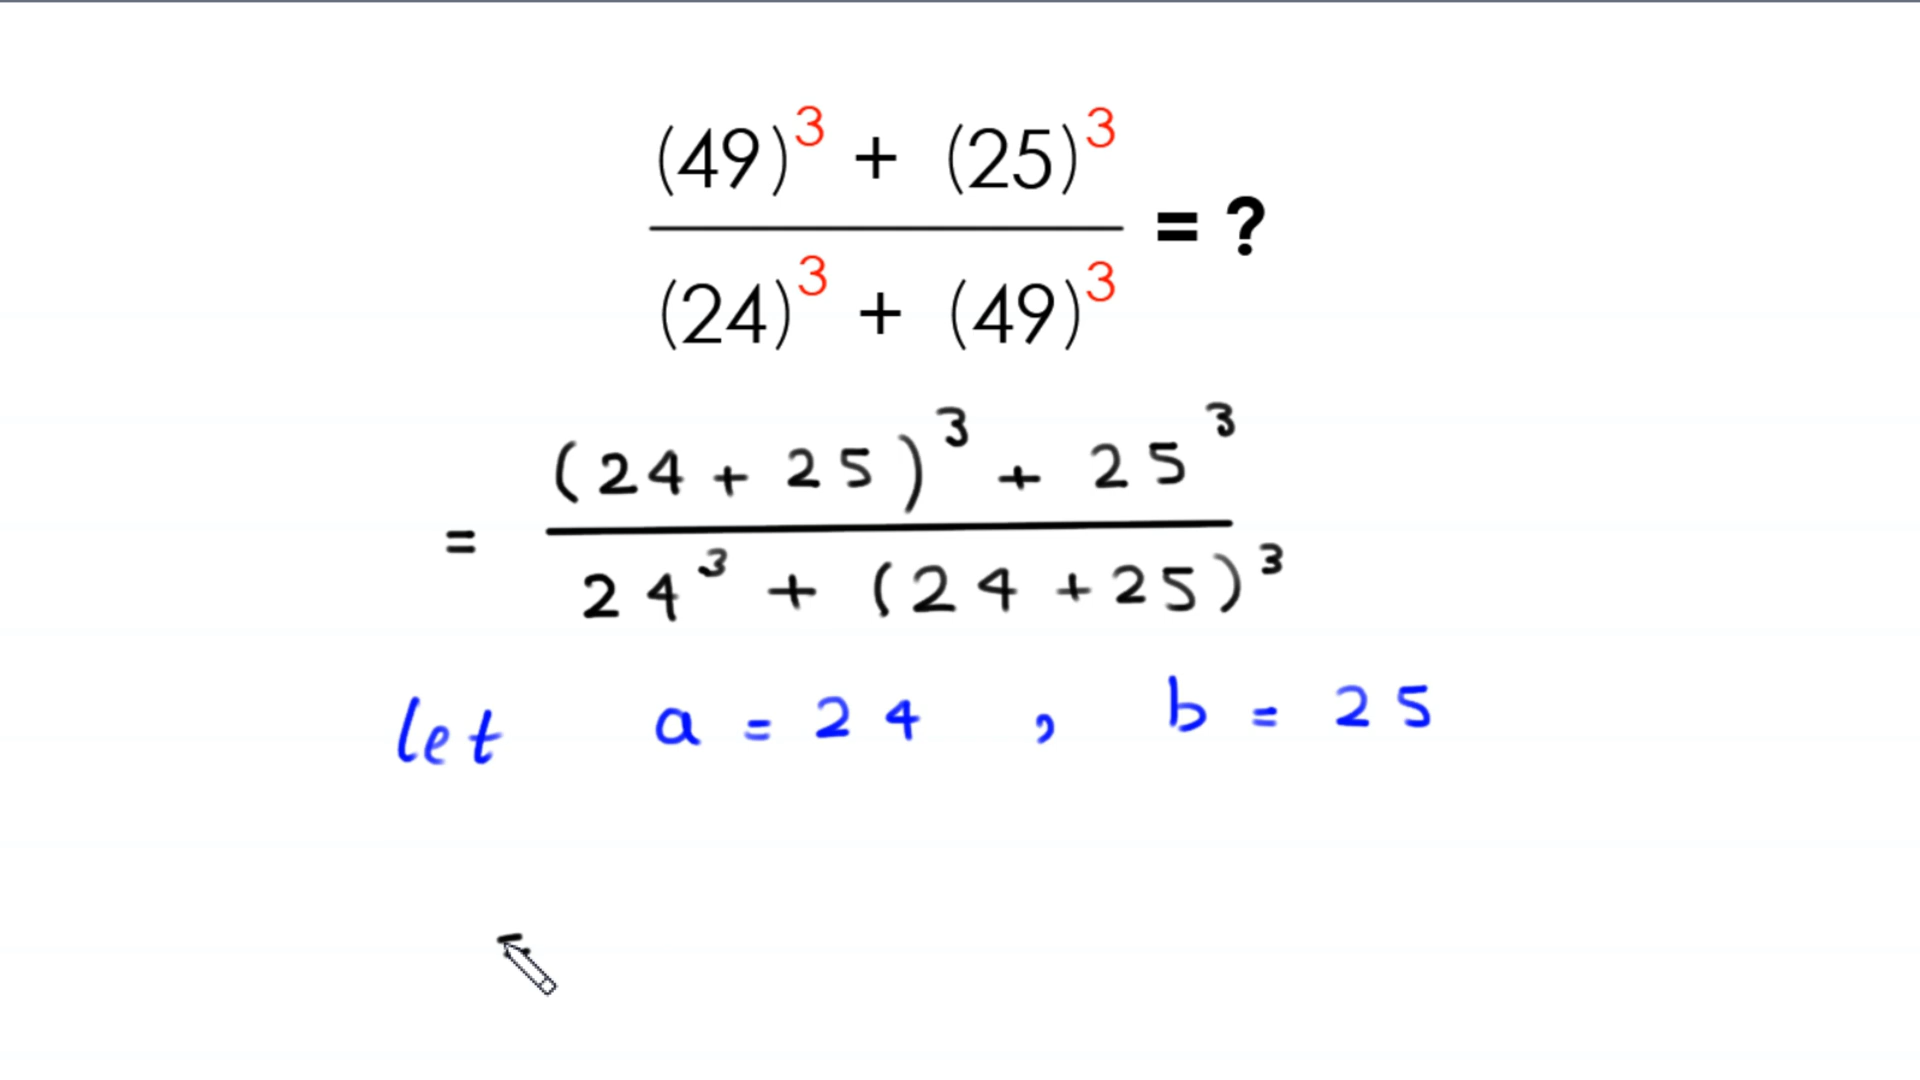 (49)³ + (25)³
= ?
(24)³ + (49)³
(24 + 25)³ + 25³
=
24³ + (24 + 25)³
let a = 24 , b = 25